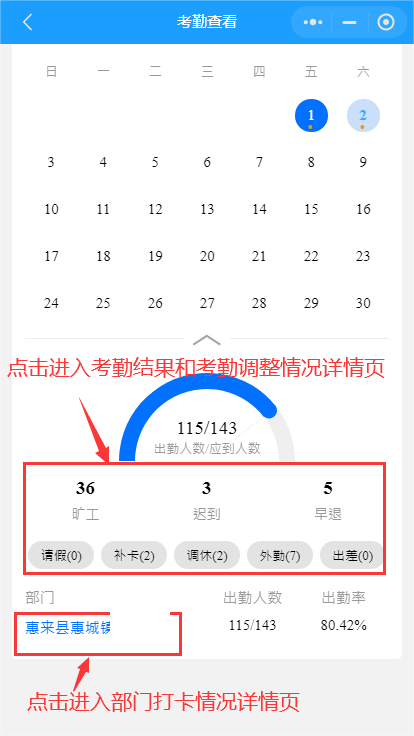 考勤查看
日 一 二 三 四 五 六
1 2
3 4 5 6 7 8 9
10 11 12 13 14 15 16
17 18 19 20 21 22 23
24 25 26 27 28 29 30
点击进入考勤结果和考勤调整情况详情页
115/143
出勤人数/应到人数
36 3 5
旷工 迟到 早退
请假(0) 补卡(2) 调休(2) 外勤(7) 出差(0)
部门 出勤人数 出勤率
惠来县惠城镇 115/143 80.42%
点击进入部门打卡情况详情页